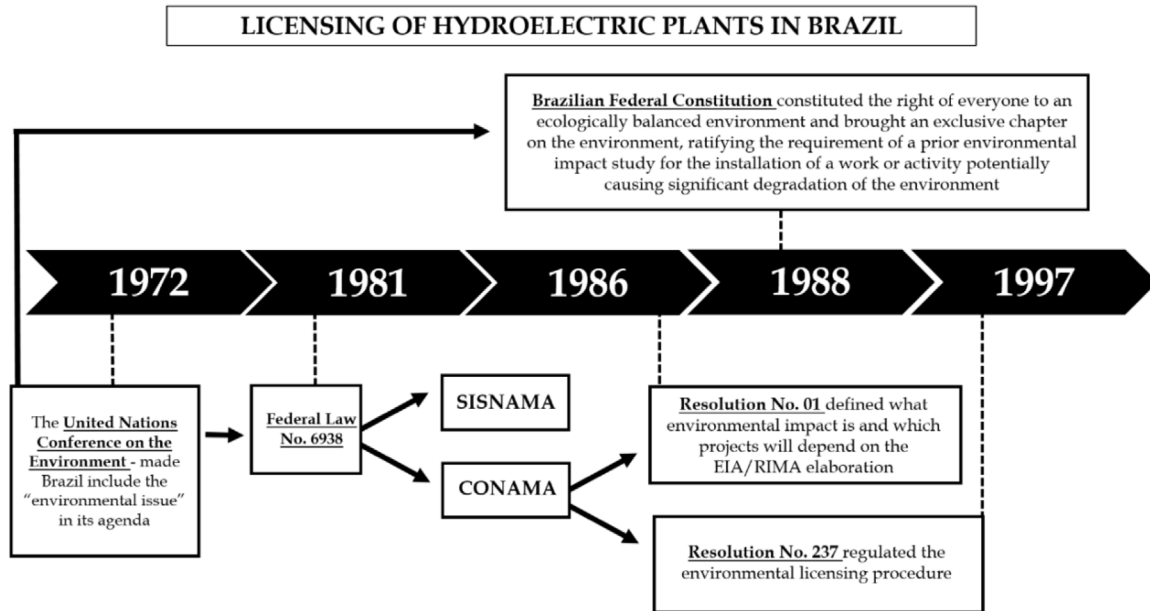 LICENSING OF HYDROELECTRIC PLANTS IN BRAZIL
Brazilian Federal Constitution constituted the right of everyone to an
ecologically balanced environment and brought an exclusive chapter
on the environment, ratifying the requirement of a prior environmental
impact study for the installation of a work or activity potentially
causing significant degradation of the environment
1972
1981
1986
1988
1997
The United Nations
Conference on the
Environment - made
Brazil include the
“environmental issue”
in its agenda
Federal Law
No. 6938
SISNAMA
CONAMA
Resolution No. 01 defined what
environmental impact is and which
projects will depend on the
EIA/RIMA elaboration
Resolution No. 237 regulated the
environmental licensing procedure